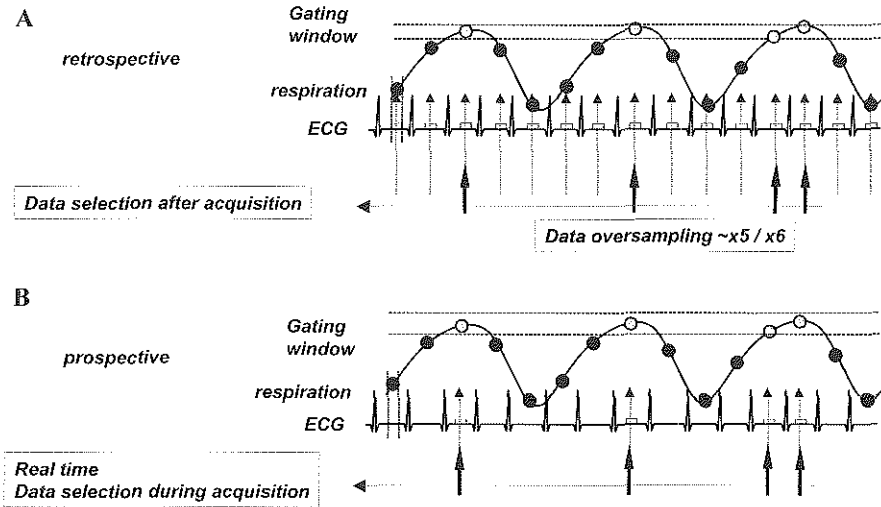 A
Gating
window
retrospective
respiration
ECG
Data selection after acquisition
Data oversampling ~x5 / x6
B
Gating
window
prospective
respiration
ECG
Real time
Data selection during acquisition